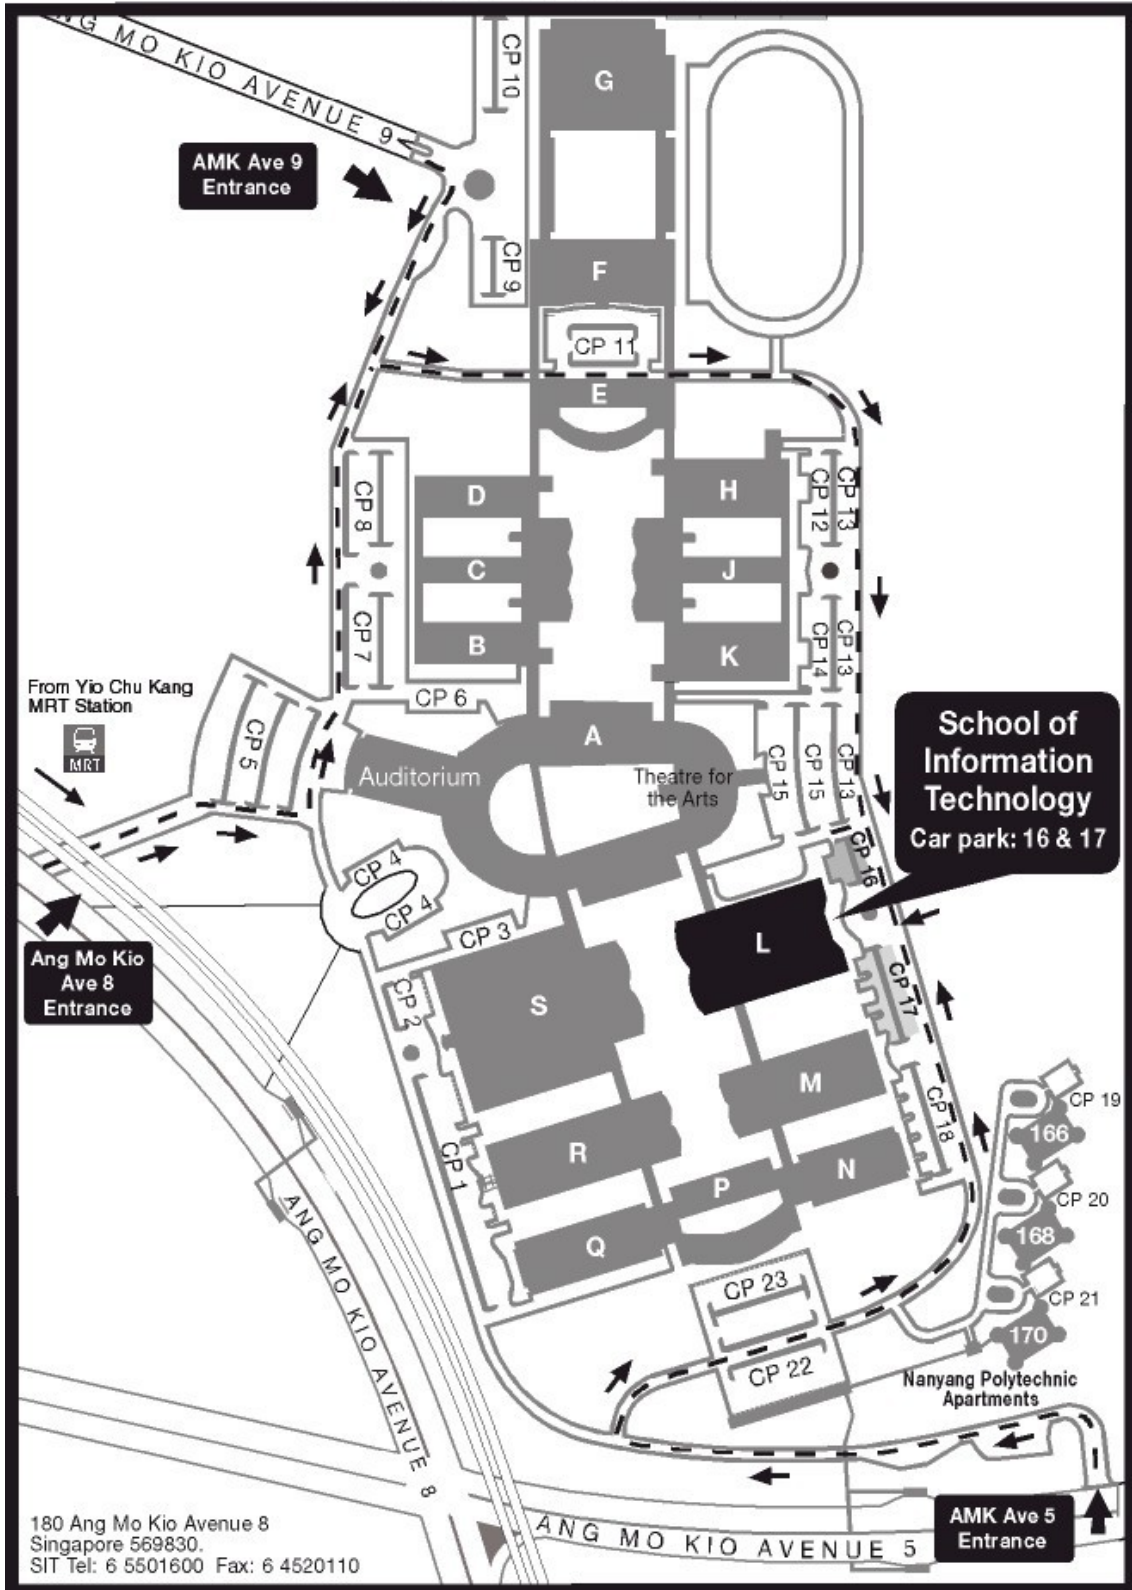 ANG MO KIO AVENUE 9
CP 10
G
AMK Ave 9
Entrance
CP 9
F
CP 11
E
D
H
CP 8
CP 12
CP 13
C
J
B
K
CP 7
CP 14
CP 13
From Yio Chu Kang
MRT Station
MRT
CP 6
CP 5
A
Auditorium
Theatre for
the Arts
CP 15
CP 15
CP 13
School of
Information
Technology
Car park: 16 & 17
CP 16
CP 4
CP 4
CP 3
L
Ang Mo Kio
Ave 8
Entrance
CP 2
S
CP 17
M
CP 18
CP 19
166
CP 1
R
N
P
CP 20
168
Q
CP 23
CP 21
170
CP 22
Nanyang Polytechnic
Apartments
ANG MO KIO AVENUE 8
ANG MO KIO AVENUE 5
AMK Ave 5
Entrance
180 Ang Mo Kio Avenue 8
Singapore 569830.
SIT Tel: 6 5501600 Fax: 6 4520110